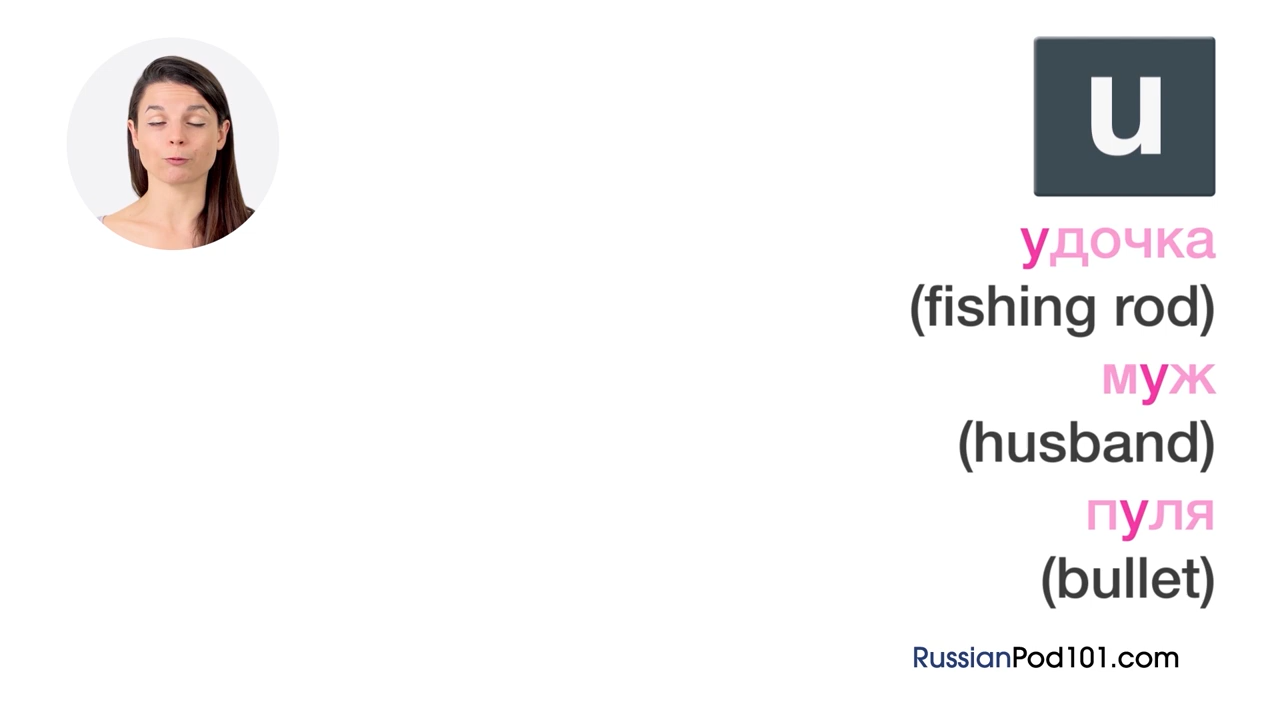 u
удочка
(fishing rod)
муж
(husband)
пуля
(bullet)
RussianPod101.com